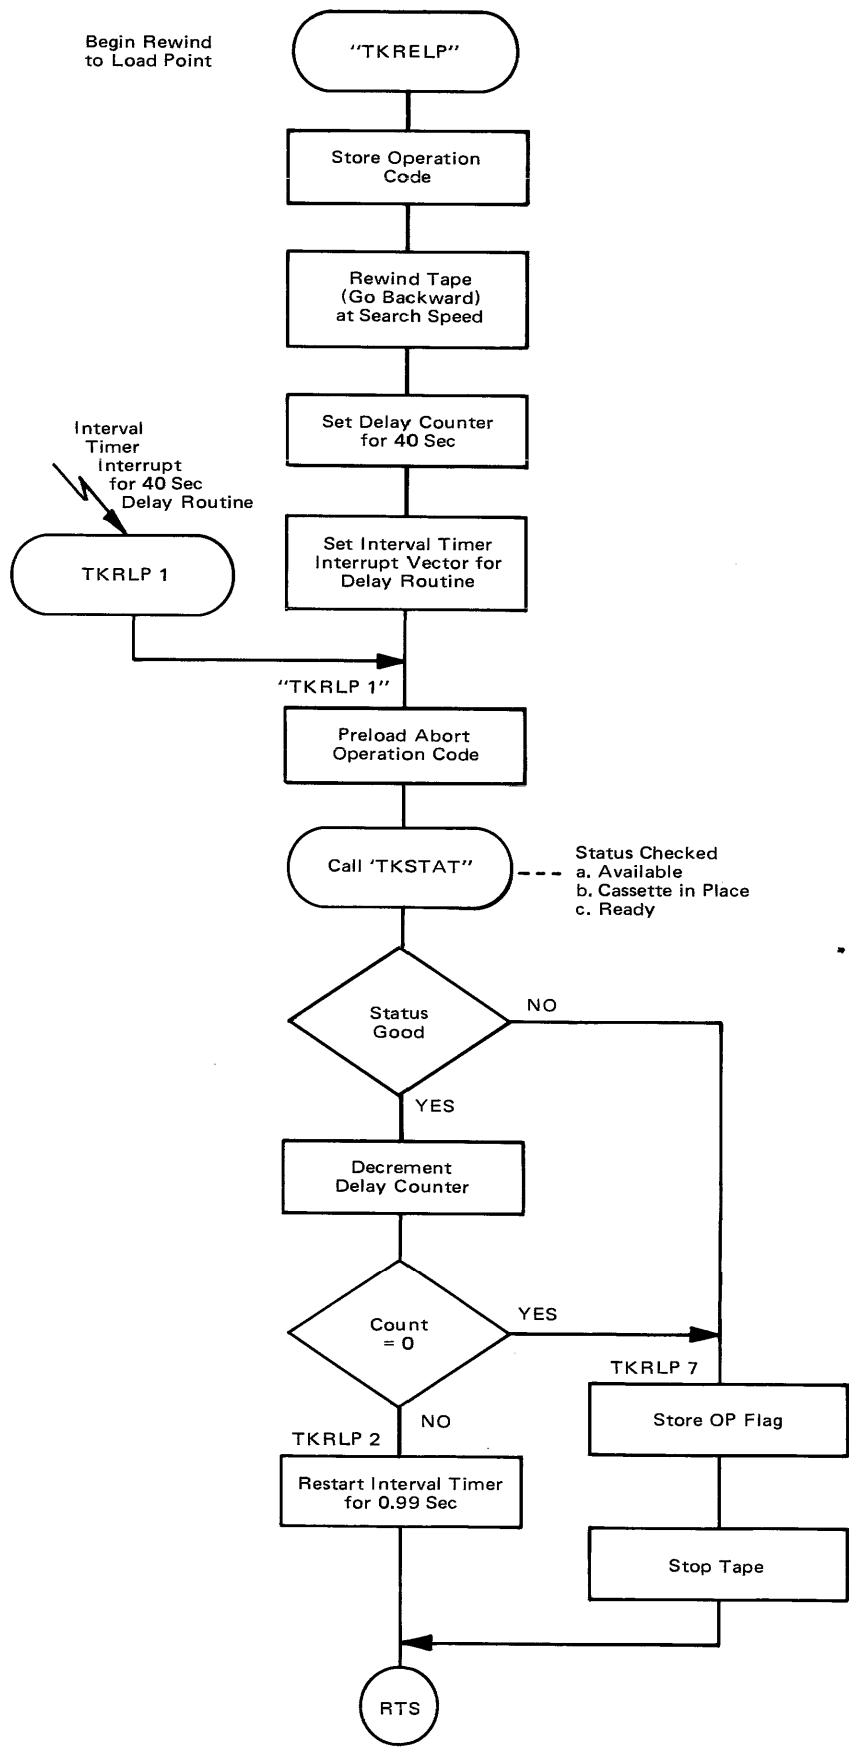 Begin Rewind
to Load Point
"TKRELP"
Store Operation
Code
Rewind Tape
(Go Backward)
at Search Speed
Set Delay Counter
for 40 Sec
Interval
Timer
Interrupt
for 40 Sec
Delay Routine
TKRLP 1
Set Interval Timer
Interrupt Vector for
Delay Routine
"TKRLP 1"
Preload Abort
Operation Code
Call 'TKSTAT"
Status Checked
a. Available
b. Cassette in Place
c. Ready
Status
Good
NO
YES
Decrement
Delay Counter
Count
= 0
YES
NO
TKRLP 7
Store OP Flag
TKRLP 2
Restart Interval Timer
for 0.99 Sec
Stop Tape
RTS